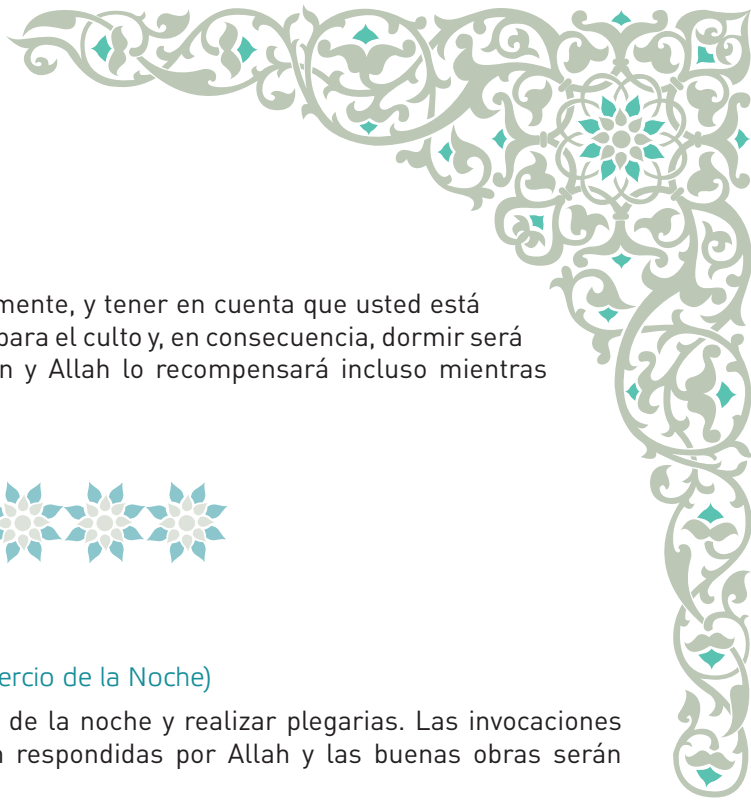 mente, y tener en cuenta que usted está
para el culto y, en consecuencia, dormir será
n y Allah lo recompensará incluso mientras
ercio de la Noche)
de la noche y realizar plegarias. Las invocaciones
n respondidas por Allah y las buenas obras serán